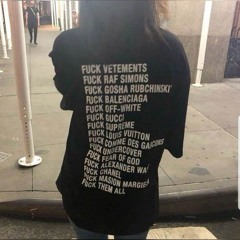 FUCK VETEMENTS
FUCK RAF SIMONS
FUCK GOSHA RUBCHINSKIY
FUCK BALENCIAGA
FUCK OFF-WHITE
FUCK GUCCI
FUCK SUPREME
FUCK LOUIS VUITTON
FUCK COMME DES GARCONS
FUCK UNDERCOVER
FUCK FEAR OF GOD
FUCK ALEXANDER WA
FUCK CHANEL
FUCK MAISON MARGIE
FUCK THEM ALL